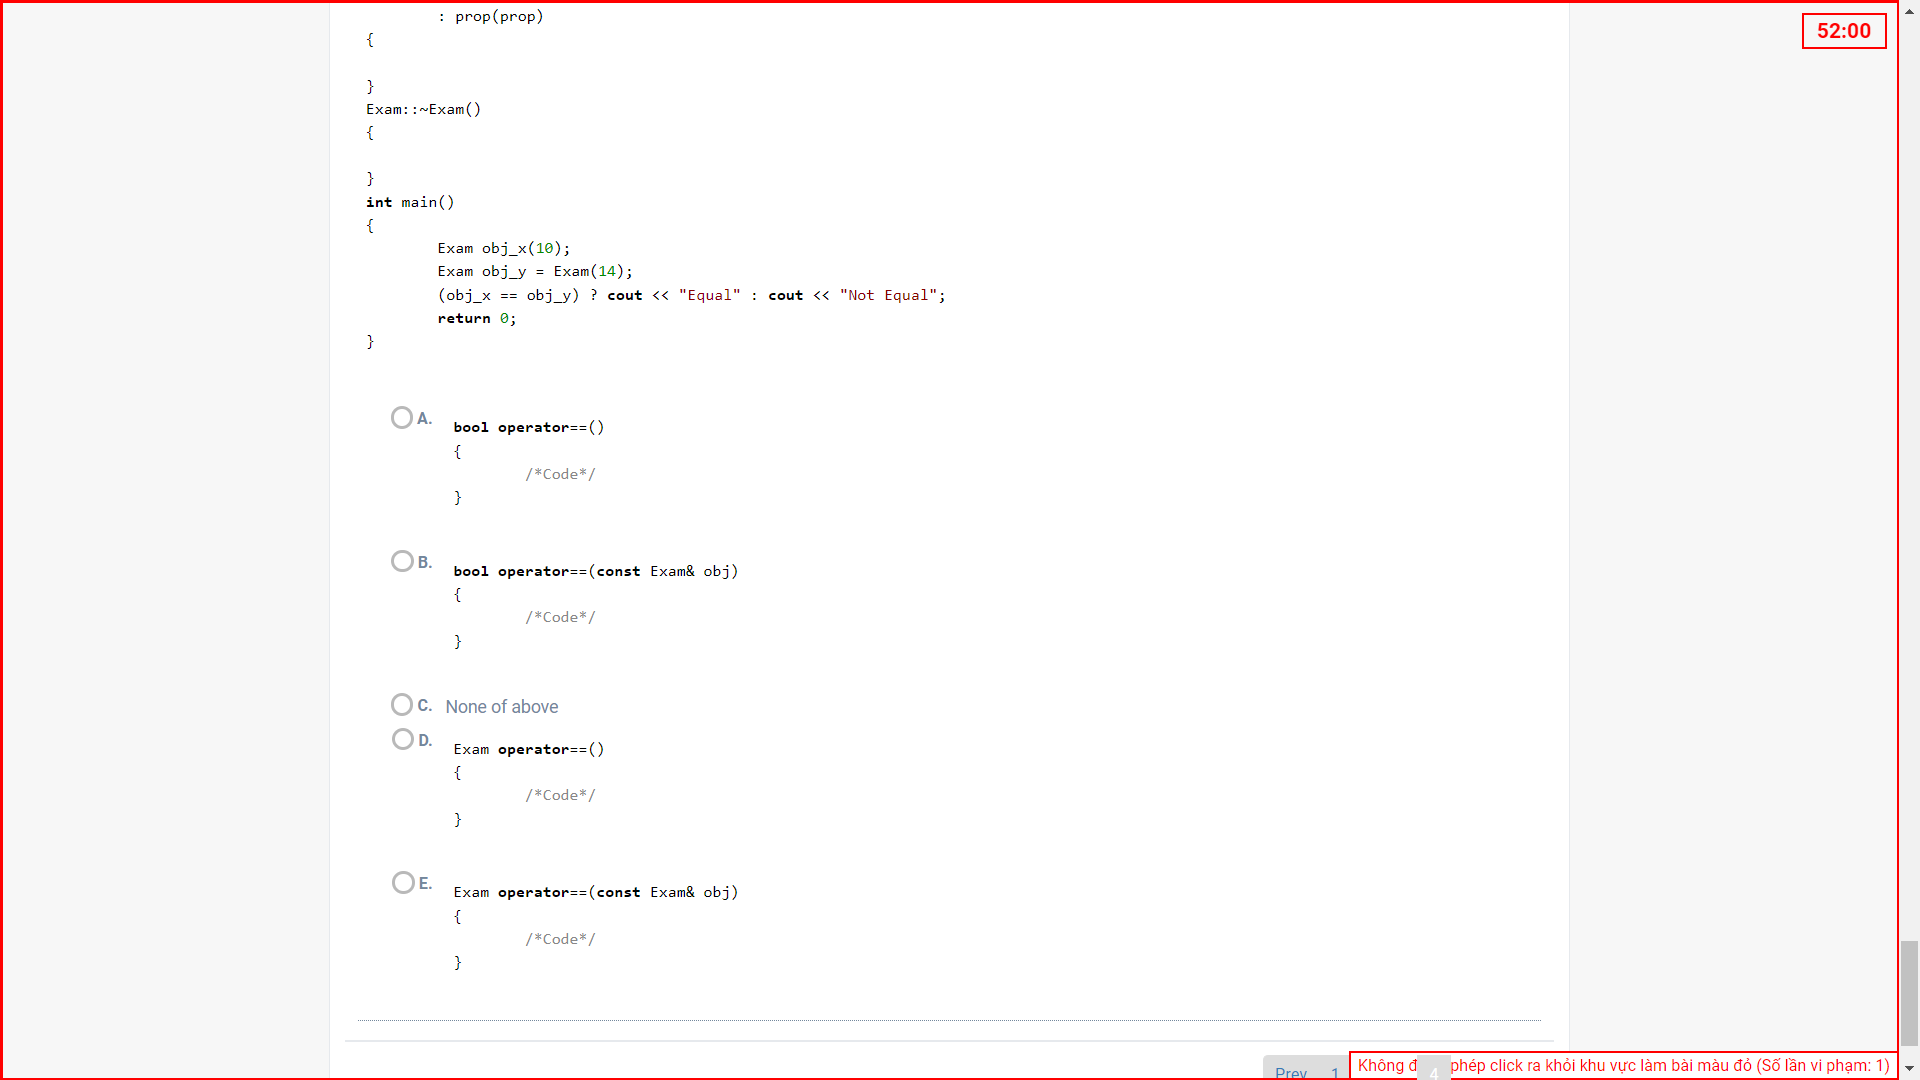 : prop(prop)
52:00
{
}
Exam::~Exam()
{
}
int main()
{
Exam obj_x(10);
Exam obj_y = Exam(14);
(obj_x == obj_y) ? cout << "Equal" : cout << "Not Equal";
return 0;
}
A.
bool operator==()
{
/*Code*/
}
B.
bool operator==(const Exam& obj)
{
/*Code*/
}
C. None of above
D.
Exam operator==()
{
/*Code*/
}
E.
Exam operator==(const Exam& obj)
{
/*Code*/
}
Prev 1 4
Không phép click ra khỏi khu vực làm bài màu đỏ (Số lần vi phạm: 1)